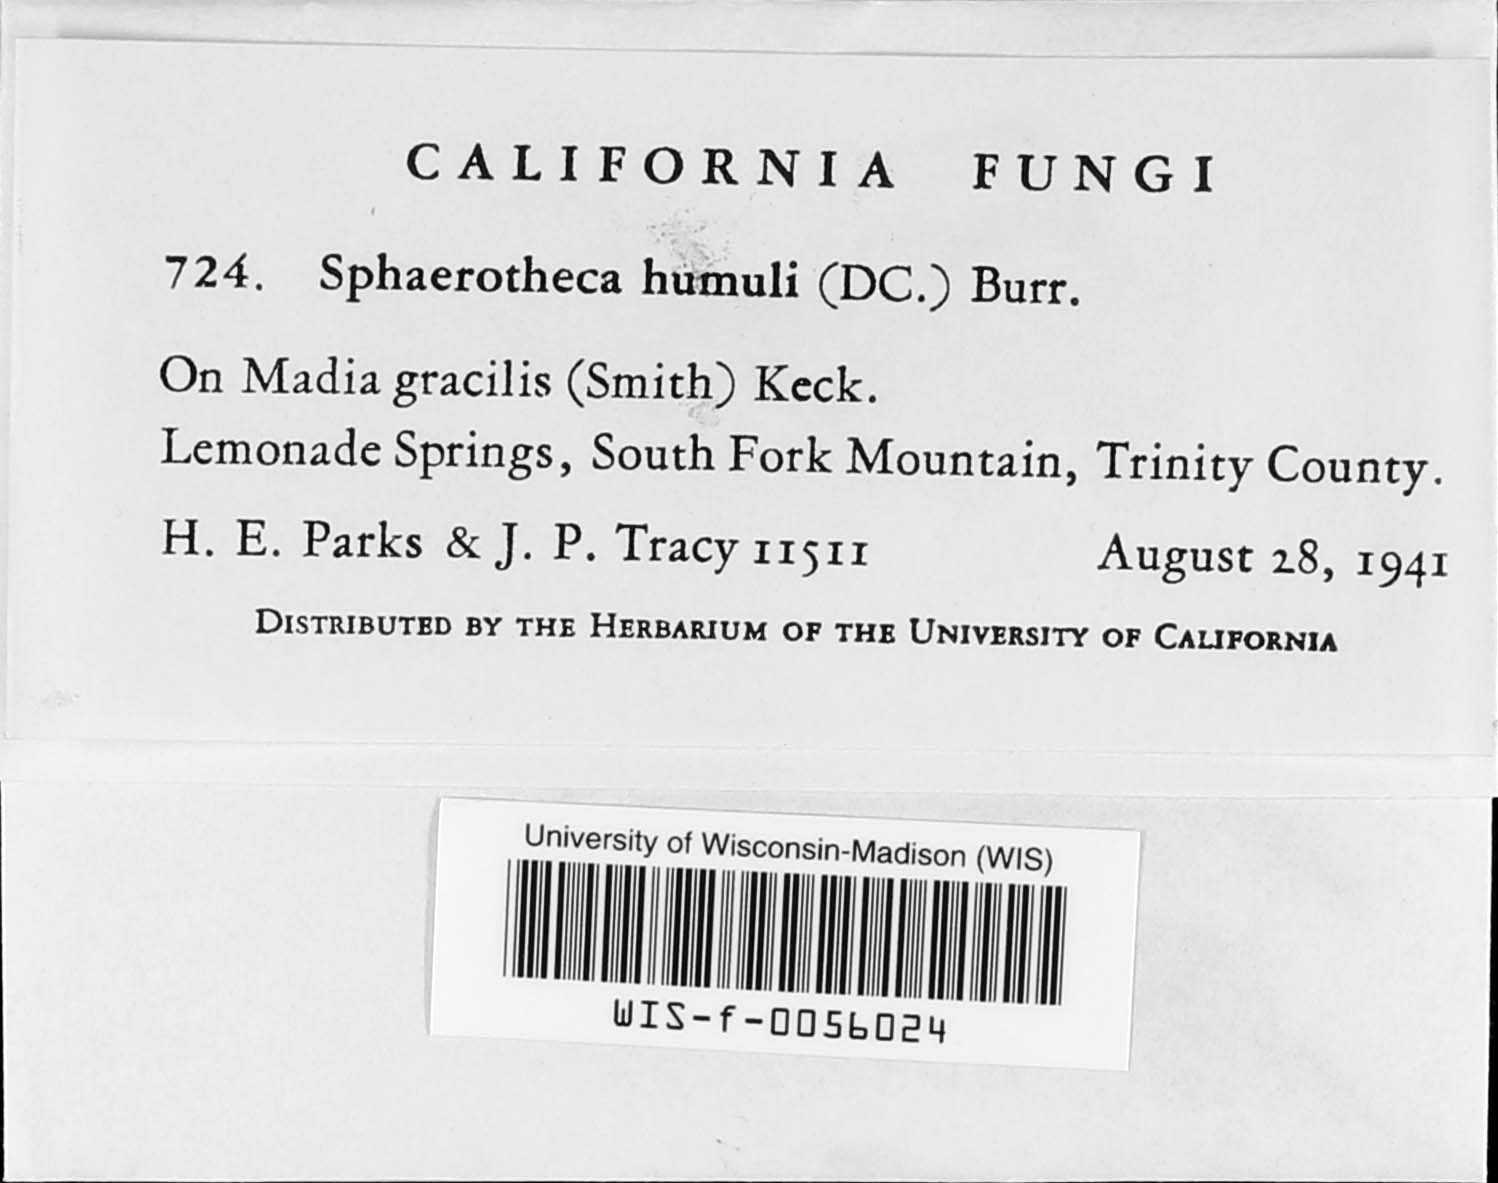 CALIFORNIA FUNGI
724. Sphaerotheca humuli (DC.) Burr.
On Madia gracilis (Smith) Keck.
Lemonade Springs, South Fork Mountain, Trinity County.
H. E. Parks & J. P. Tracy 11511 August 28, 1941
Distributed by the Herbarium of the University of California
University of Wisconsin-Madison (WIS)
WIS-f-0056024